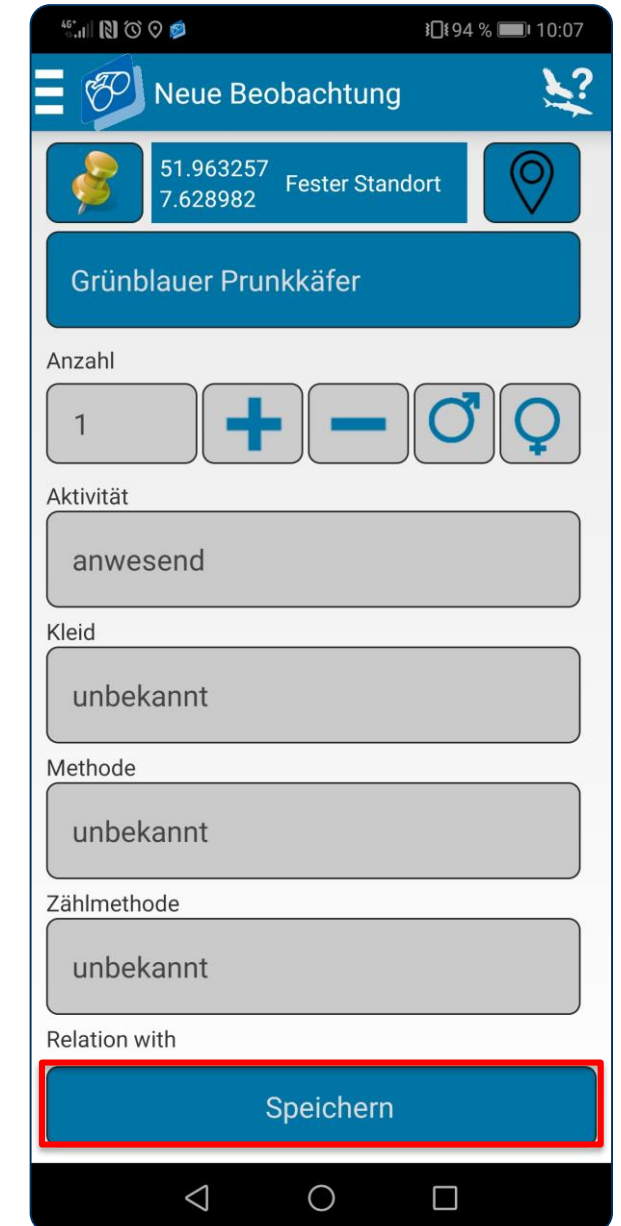 46+ 94 % 10:07
Neue Beobachtung ?
51.963257
7.628982
Fester Standort
Grünblauer Prunkkäfer
Anzahl
1
Aktivität
anwesend
Kleid
unbekannt
Methode
unbekannt
Zählmethode
unbekannt
Relation with
Speichern